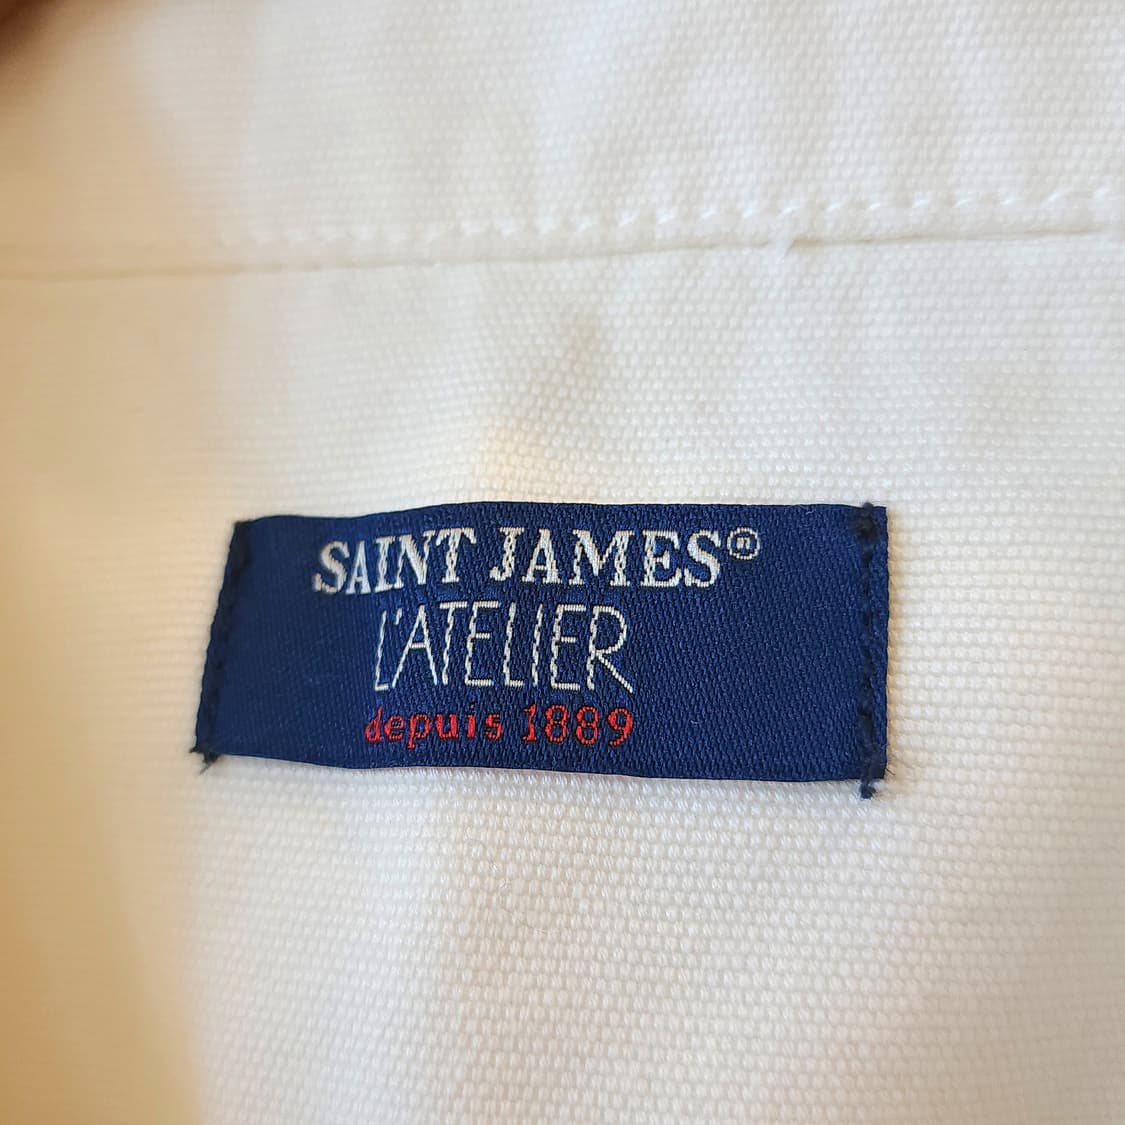 SAINT JAMES®
L'ATELIER
depuis 1889